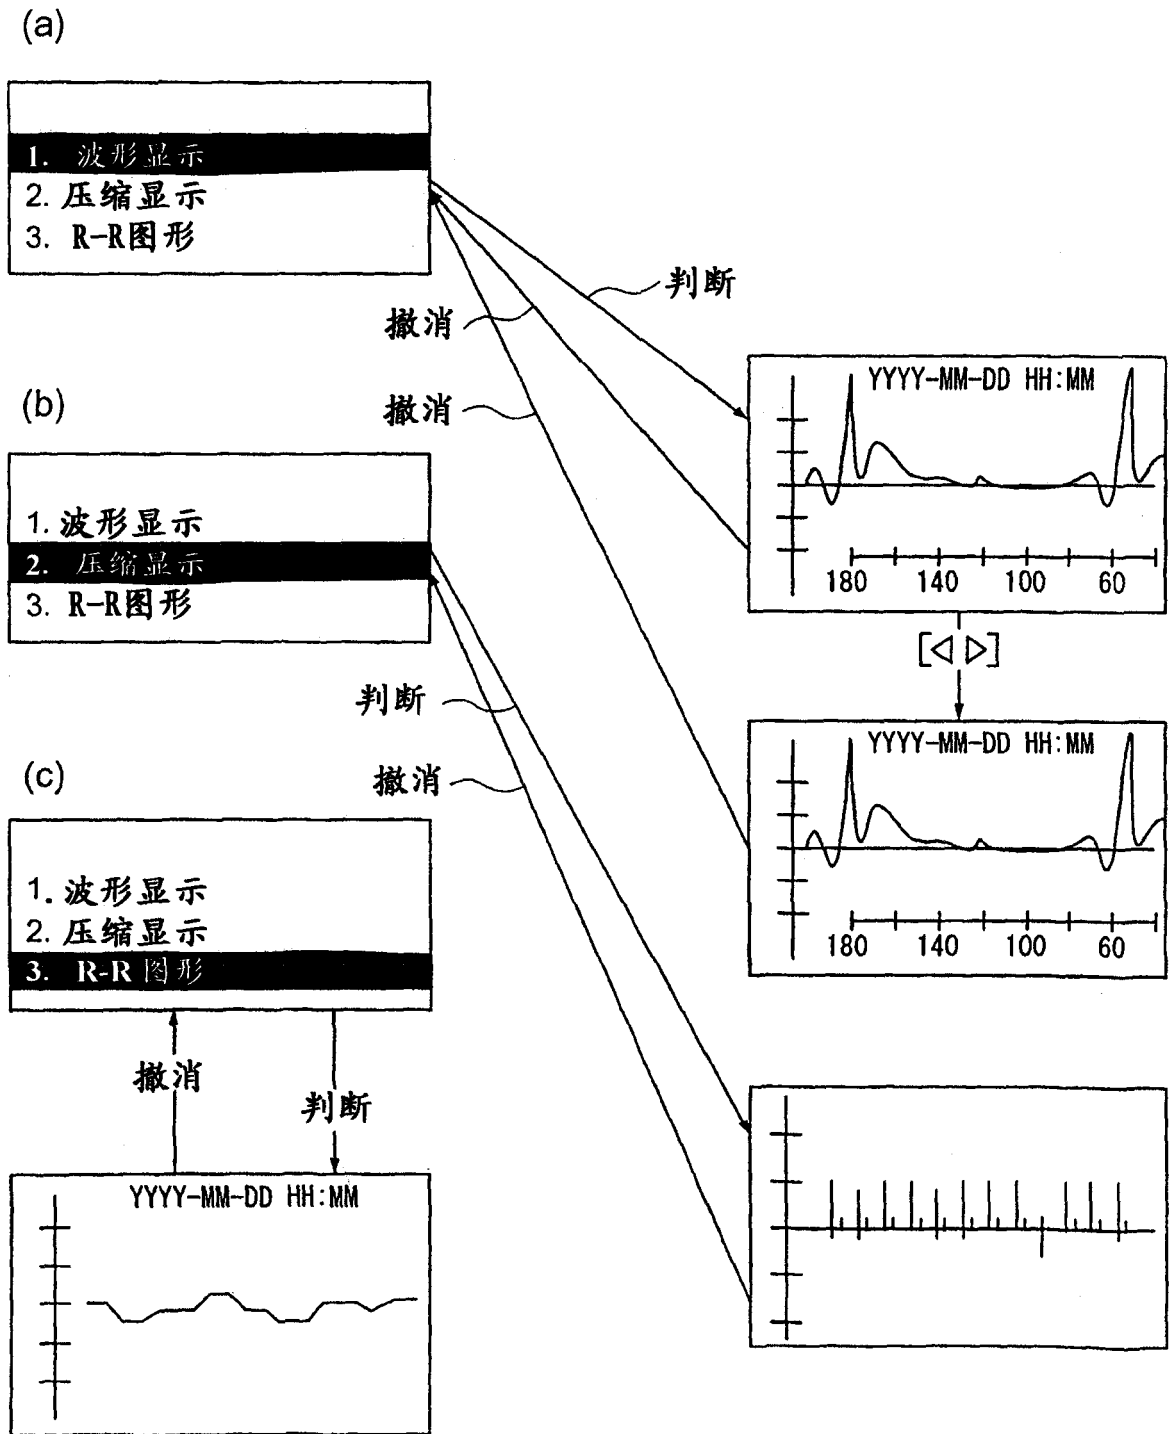 (a)
1. 波形显示
2. 压缩显示
3. R-R图形
判断
撤消
撤消
YYYY-MM-DD HH:MM
180 140 100 60
[◁ ▷]
YYYY-MM-DD HH:MM
180 140 100 60
(b)
1. 波形显示
2. 压缩显示
3. R-R图形
判断
撤消
(c)
1. 波形显示
2. 压缩显示
3. R-R图形
撤消
判断
YYYY-MM-DD HH:MM